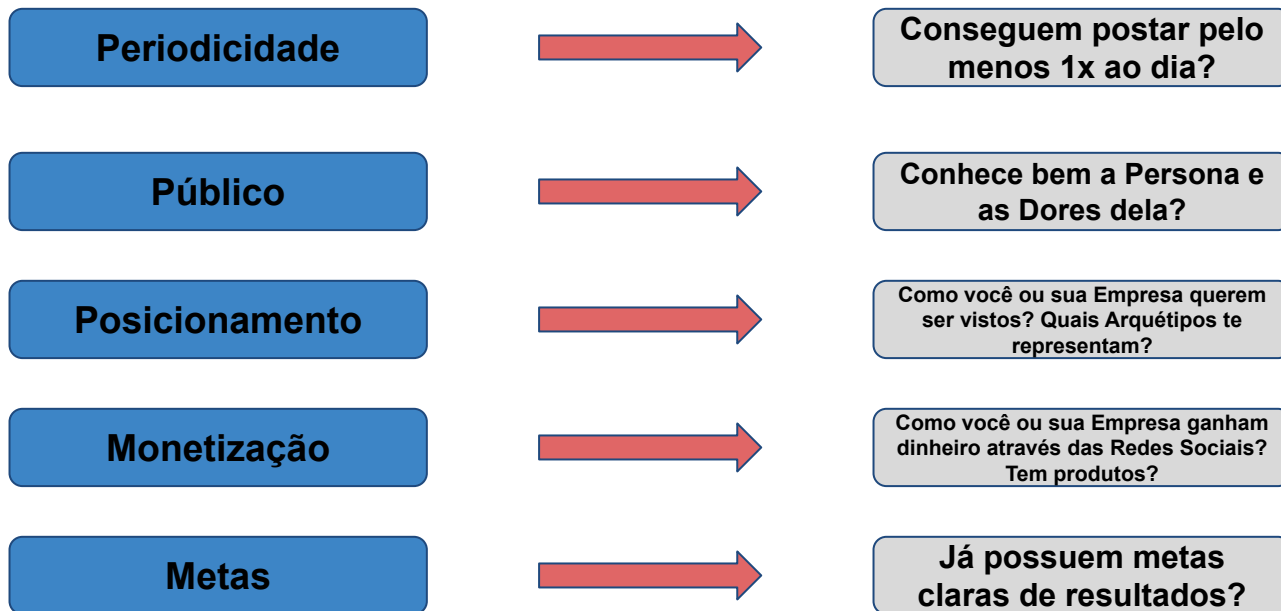 Periodicidade
Conseguem postar pelo
menos 1x ao dia?
Público
Conhece bem a Persona e
as Dores dela?
Posicionamento
Como você ou sua Empresa querem
ser vistos? Quais Arquétipos te
representam?
Monetização
Como você ou sua Empresa ganham
dinheiro através das Redes Sociais?
Tem produtos?
Metas
Já possuem metas
claras de resultados?